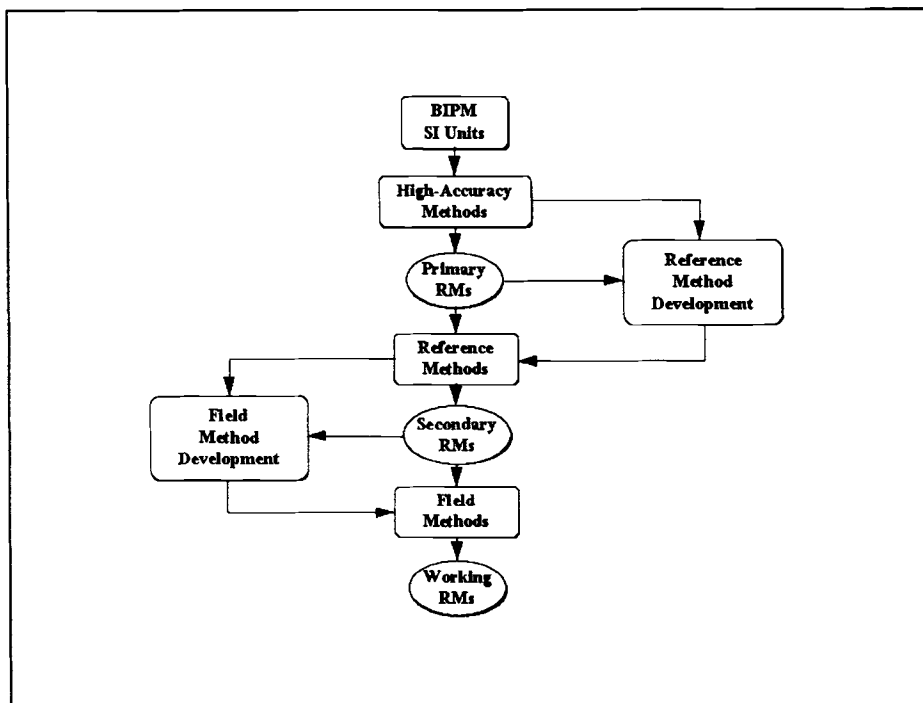 BIPM
SI Units
High-Accuracy
Methods
Primary
RMs
Reference
Method
Development
Reference
Methods
Field
Method
Development
Secondary
RMs
Field
Methods
Working
RMs